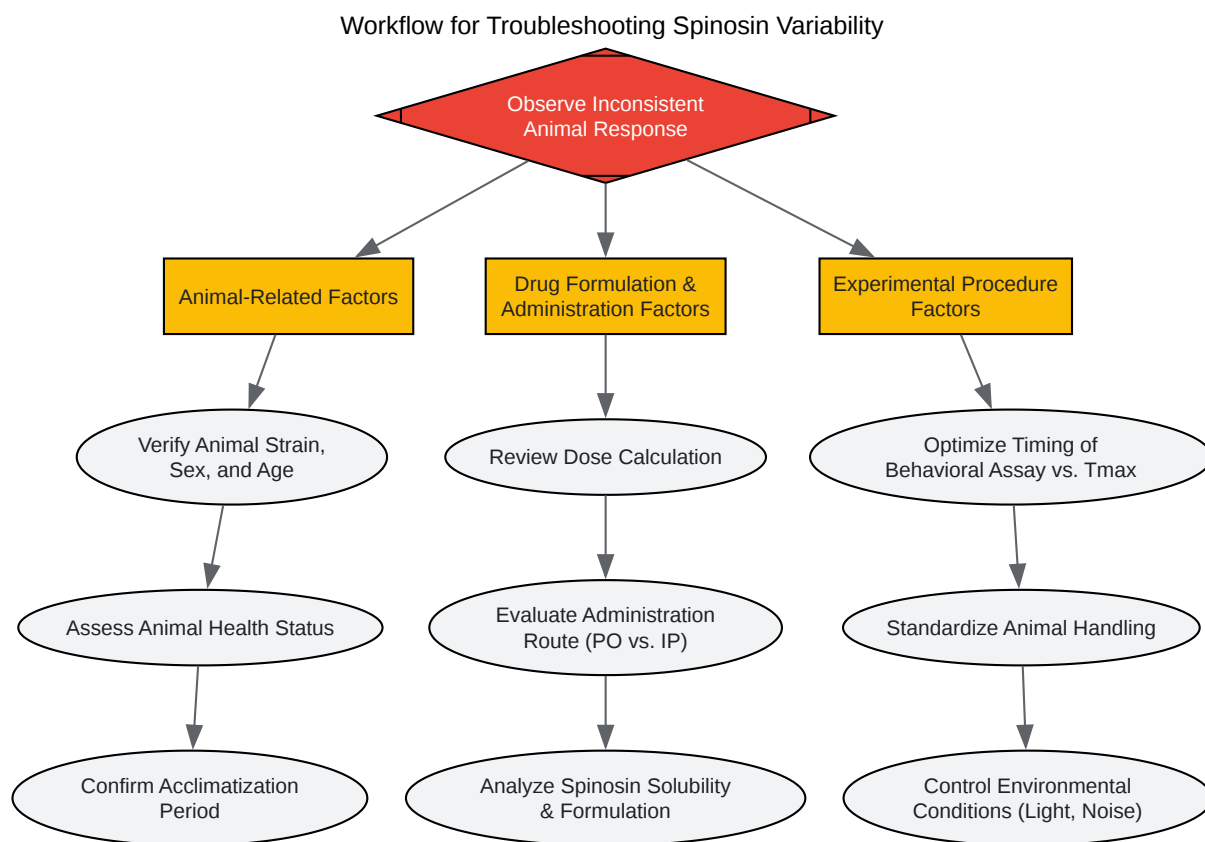 Workflow for Troubleshooting Spinosin Variability
Observe Inconsistent
Animal Response
Animal-Related Factors
Drug Formulation &
Administration Factors
Experimental Procedure
Factors
Verify Animal Strain,
Sex, and Age
Review Dose Calculation
Optimize Timing of
Behavioral Assay vs. Tmax
Assess Animal Health Status
Evaluate Administration
Route (PO vs. IP)
Standardize Animal Handling
Confirm Acclimatization
Period
Analyze Spinosin Solubility
& Formulation
Control Environmental
Conditions (Light, Noise)